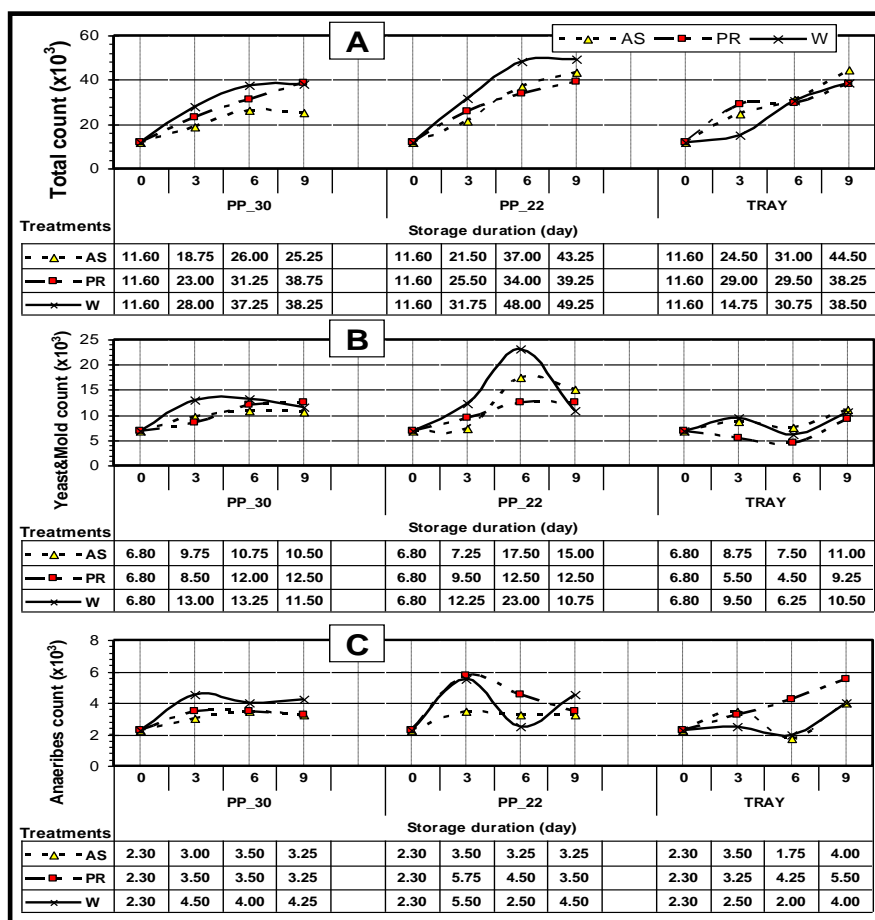 A
AS PR W
Total count (x10³)
60
40
20
0
0 3 6 9 0 3 6 9 0 3 6 9
PP_30 PP_22 TRAY
Treatments Storage duration (day)
AS 11.60 18.75 26.00 25.25 11.60 21.50 37.00 43.25 11.60 24.50 31.00 44.50
PR 11.60 23.00 31.25 38.75 11.60 25.50 34.00 39.25 11.60 29.00 29.50 38.25
W 11.60 28.00 37.25 38.25 11.60 31.75 48.00 49.25 11.60 14.75 30.75 38.50
B
Yeast&Mold count (x10³)
25
20
15
10
5
0
0 3 6 9 0 3 6 9 0 3 6 9
PP_30 PP_22 TRAY
Treatments Storage duration (day)
AS 6.80 9.75 10.75 10.50 6.80 7.25 17.50 15.00 6.80 8.75 7.50 11.00
PR 6.80 8.50 12.00 12.50 6.80 9.50 12.50 12.50 6.80 5.50 4.50 9.25
W 6.80 13.00 13.25 11.50 6.80 12.25 23.00 10.75 6.80 9.50 6.25 10.50
C
Anaeribes count (x10³)
8
6
4
2
0
0 3 6 9 0 3 6 9 0 3 6 9
PP_30 PP_22 TRAY
Treatments Storage duration (day)
AS 2.30 3.00 3.50 3.25 2.30 3.50 3.25 3.25 2.30 3.50 1.75 4.00
PR 2.30 3.50 3.50 3.25 2.30 5.75 4.50 3.50 2.30 3.25 4.25 5.50
W 2.30 4.50 4.00 4.25 2.30 5.50 2.50 4.50 2.30 2.50 2.00 4.00